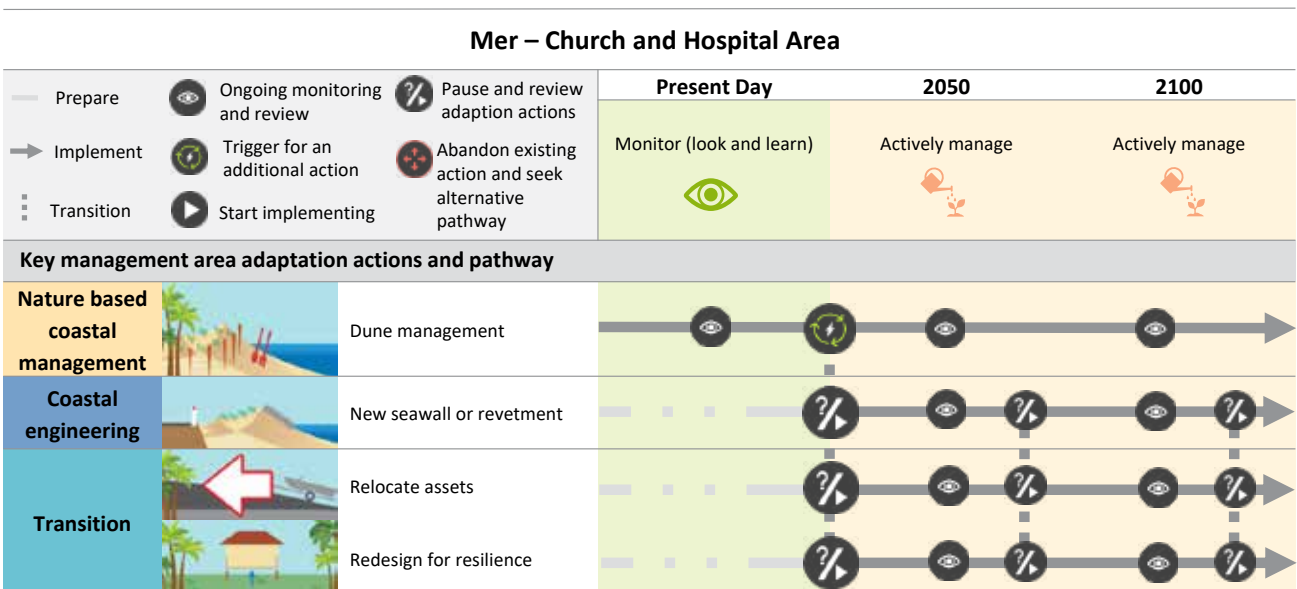 Mer – Church and Hospital Area
Prepare
Ongoing monitoring
and review
Pause and review
adaption actions
Implement
Trigger for an
additional action
Abandon existing
action and seek
alternative
pathway
Transition
Start implementing
Present Day
2050
2100
Monitor (look and learn)
Actively manage
Actively manage
Key management area adaptation actions and pathway
Nature based
coastal
management
Dune management
Coastal
engineering
New seawall or revetment
Transition
Relocate assets
Redesign for resilience